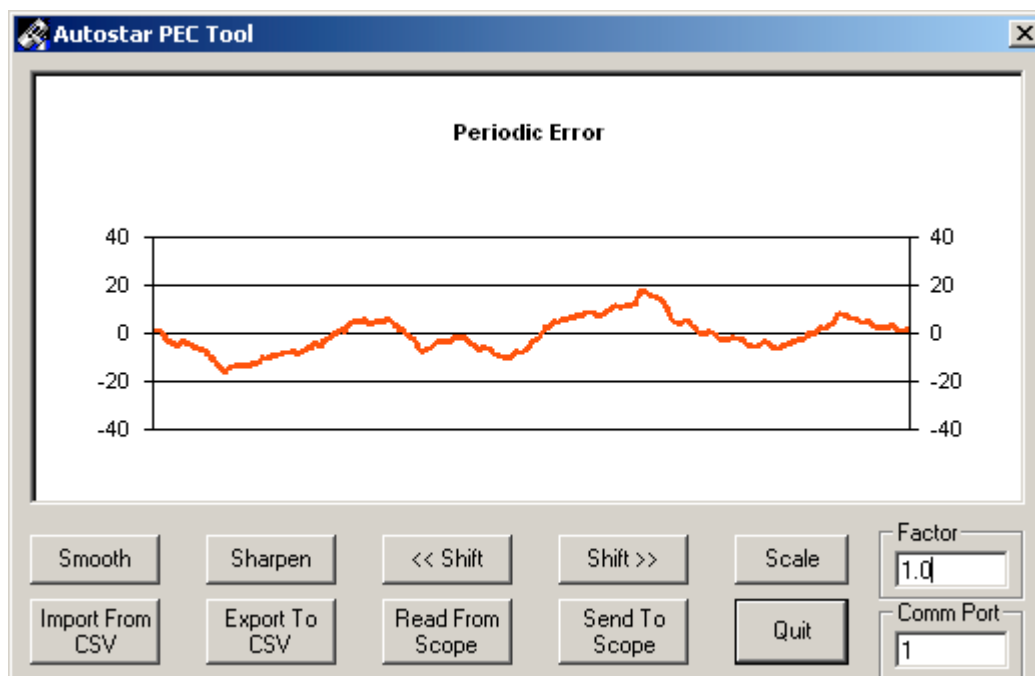 Autostar PEC Tool
Periodic Error
40 40
20 20
0 0
-20 -20
-40 -40
Smooth Sharpen << Shift Shift >> Scale Factor
1.0
Import From CSV Export To CSV Read From Scope Send To Scope Quit Comm Port
1